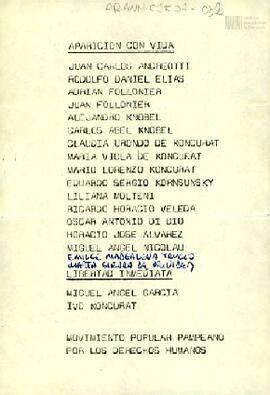 APARICION CON VIDA
JUAN CARLOS ANDREOTTI
RODOLFO DANIEL ELIAS
ADRIAN FOLLONIER
JUAN FOLLONIER
ALEJANDRO KNOBEL
CARLOS ABEL KNOBEL
CLAUDIA URONDO DE KONCURAT
MARIA VIOLA DE KONCURAT
MARIO LORENZO KONCURAT
EDUARDO SERGIO KORNSUNSKY
LILIANA MOLTENI
RICARDO HORACIO VELEDA
OSCAR ANTONIO DI DIO
HORACIO JOSE ALVAREZ
MIGUEL ANGEL NICOLAU
MAGDALENA
MARTA DE
LIBERTAD INMEDIATA
MIGUEL ANGEL GARCIA
IVO KONCURAT
MOVIMIENTO POPULAR PAMPEANO
POR LOS DERECHOS HUMANOS